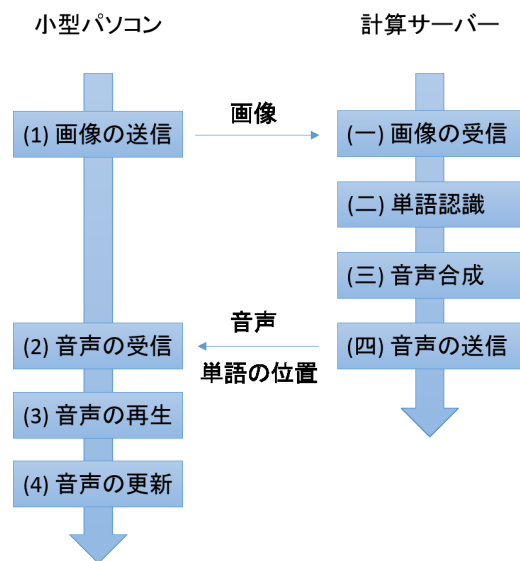 小型パソコン
計算サーバー
(1) 画像の送信
画像
(一) 画像の受信
(二) 単語認識
(三) 音声合成
音声
(2) 音声の受信
単語の位置
(四) 音声の送信
(3) 音声の再生
(4) 音声の更新